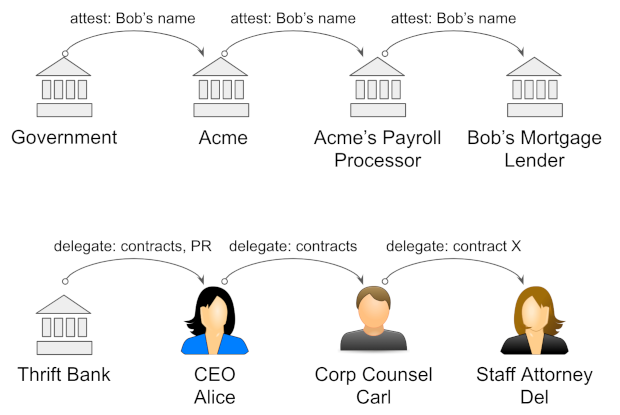 attest: Bob's name attest: Bob's name attest: Bob's name
Government Acme Acme's Payroll Bob's Mortgage
Processor Lender
delegate: contracts, PR delegate: contracts delegate: contract X
Thrift Bank CEO Corp Counsel Staff Attorney
Alice Carl Del